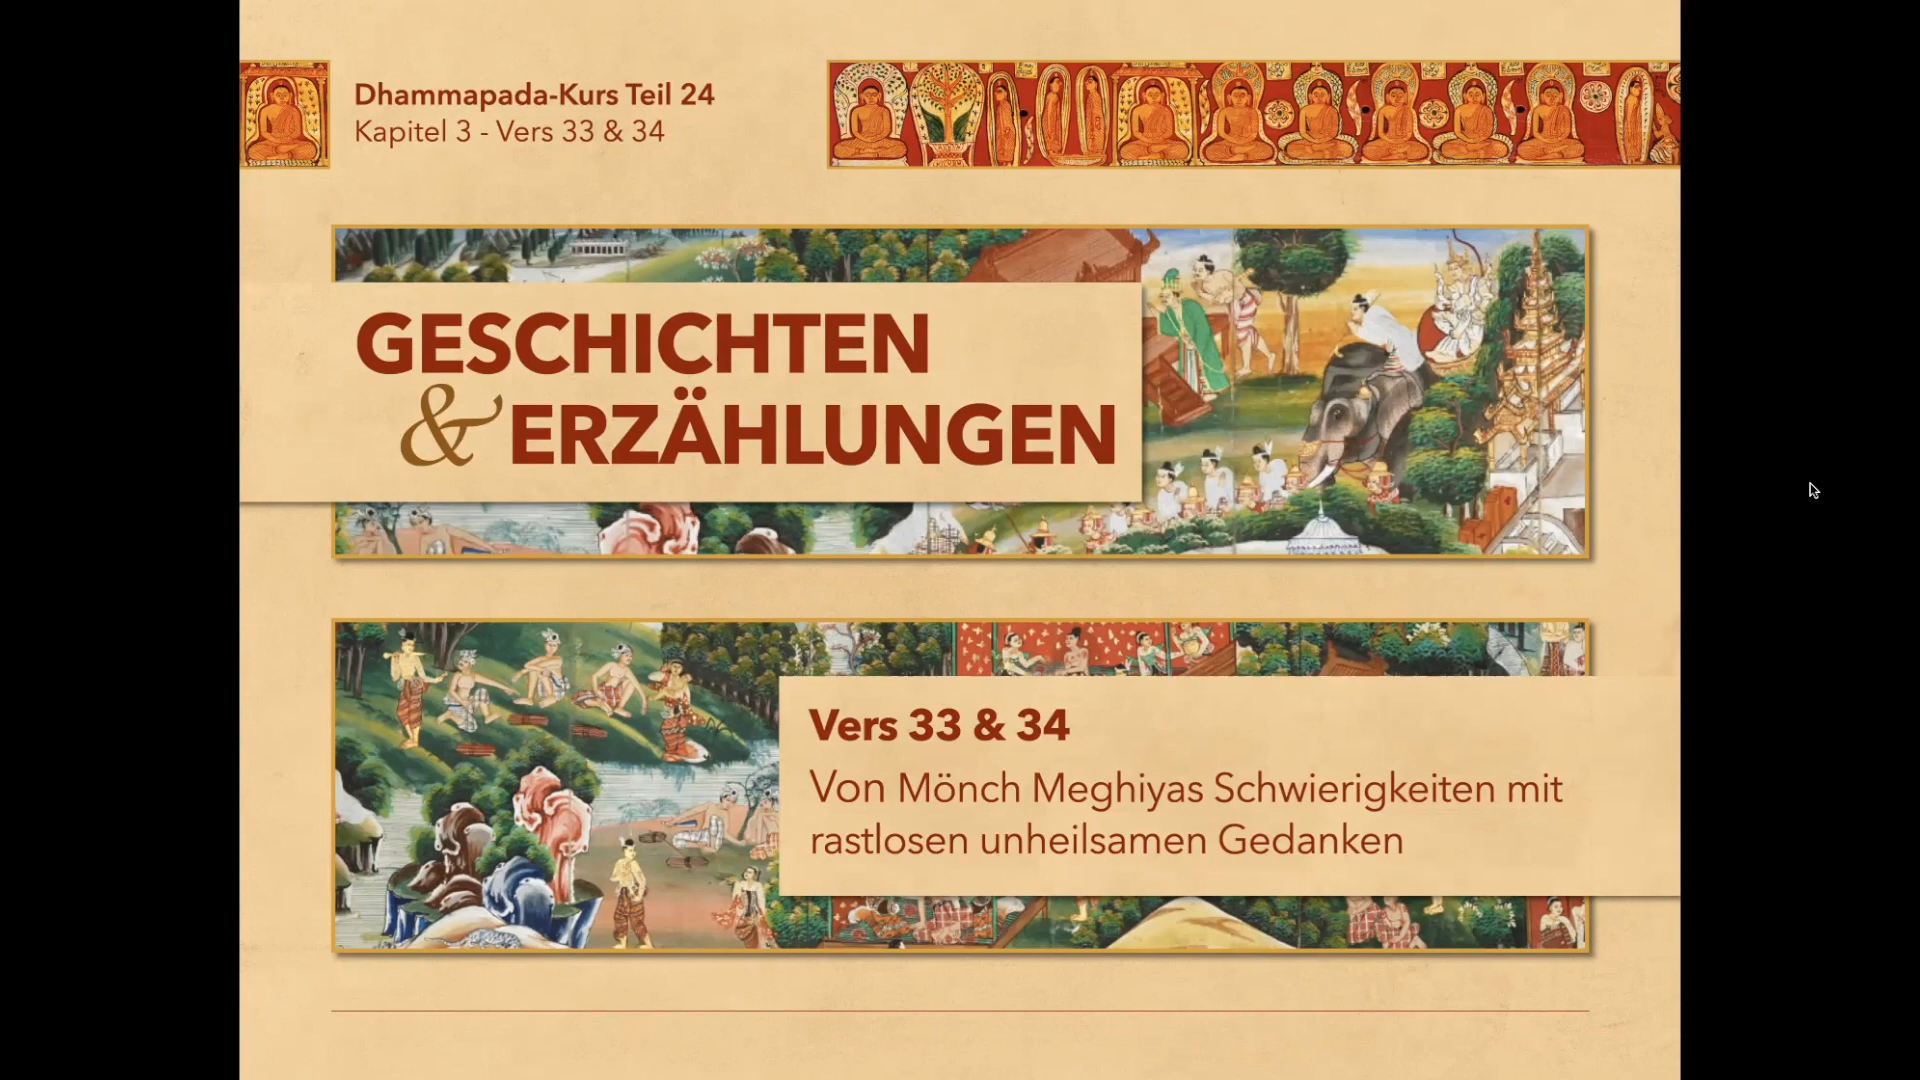 Dhammapada-Kurs Teil 24
Kapitel 3 - Vers 33 & 34
GESCHICHTEN
& ERZÄHLUNGEN
Vers 33 & 34
Von Mönch Meghiyas Schwierigkeiten mit
rastlosen unheilsamen Gedanken